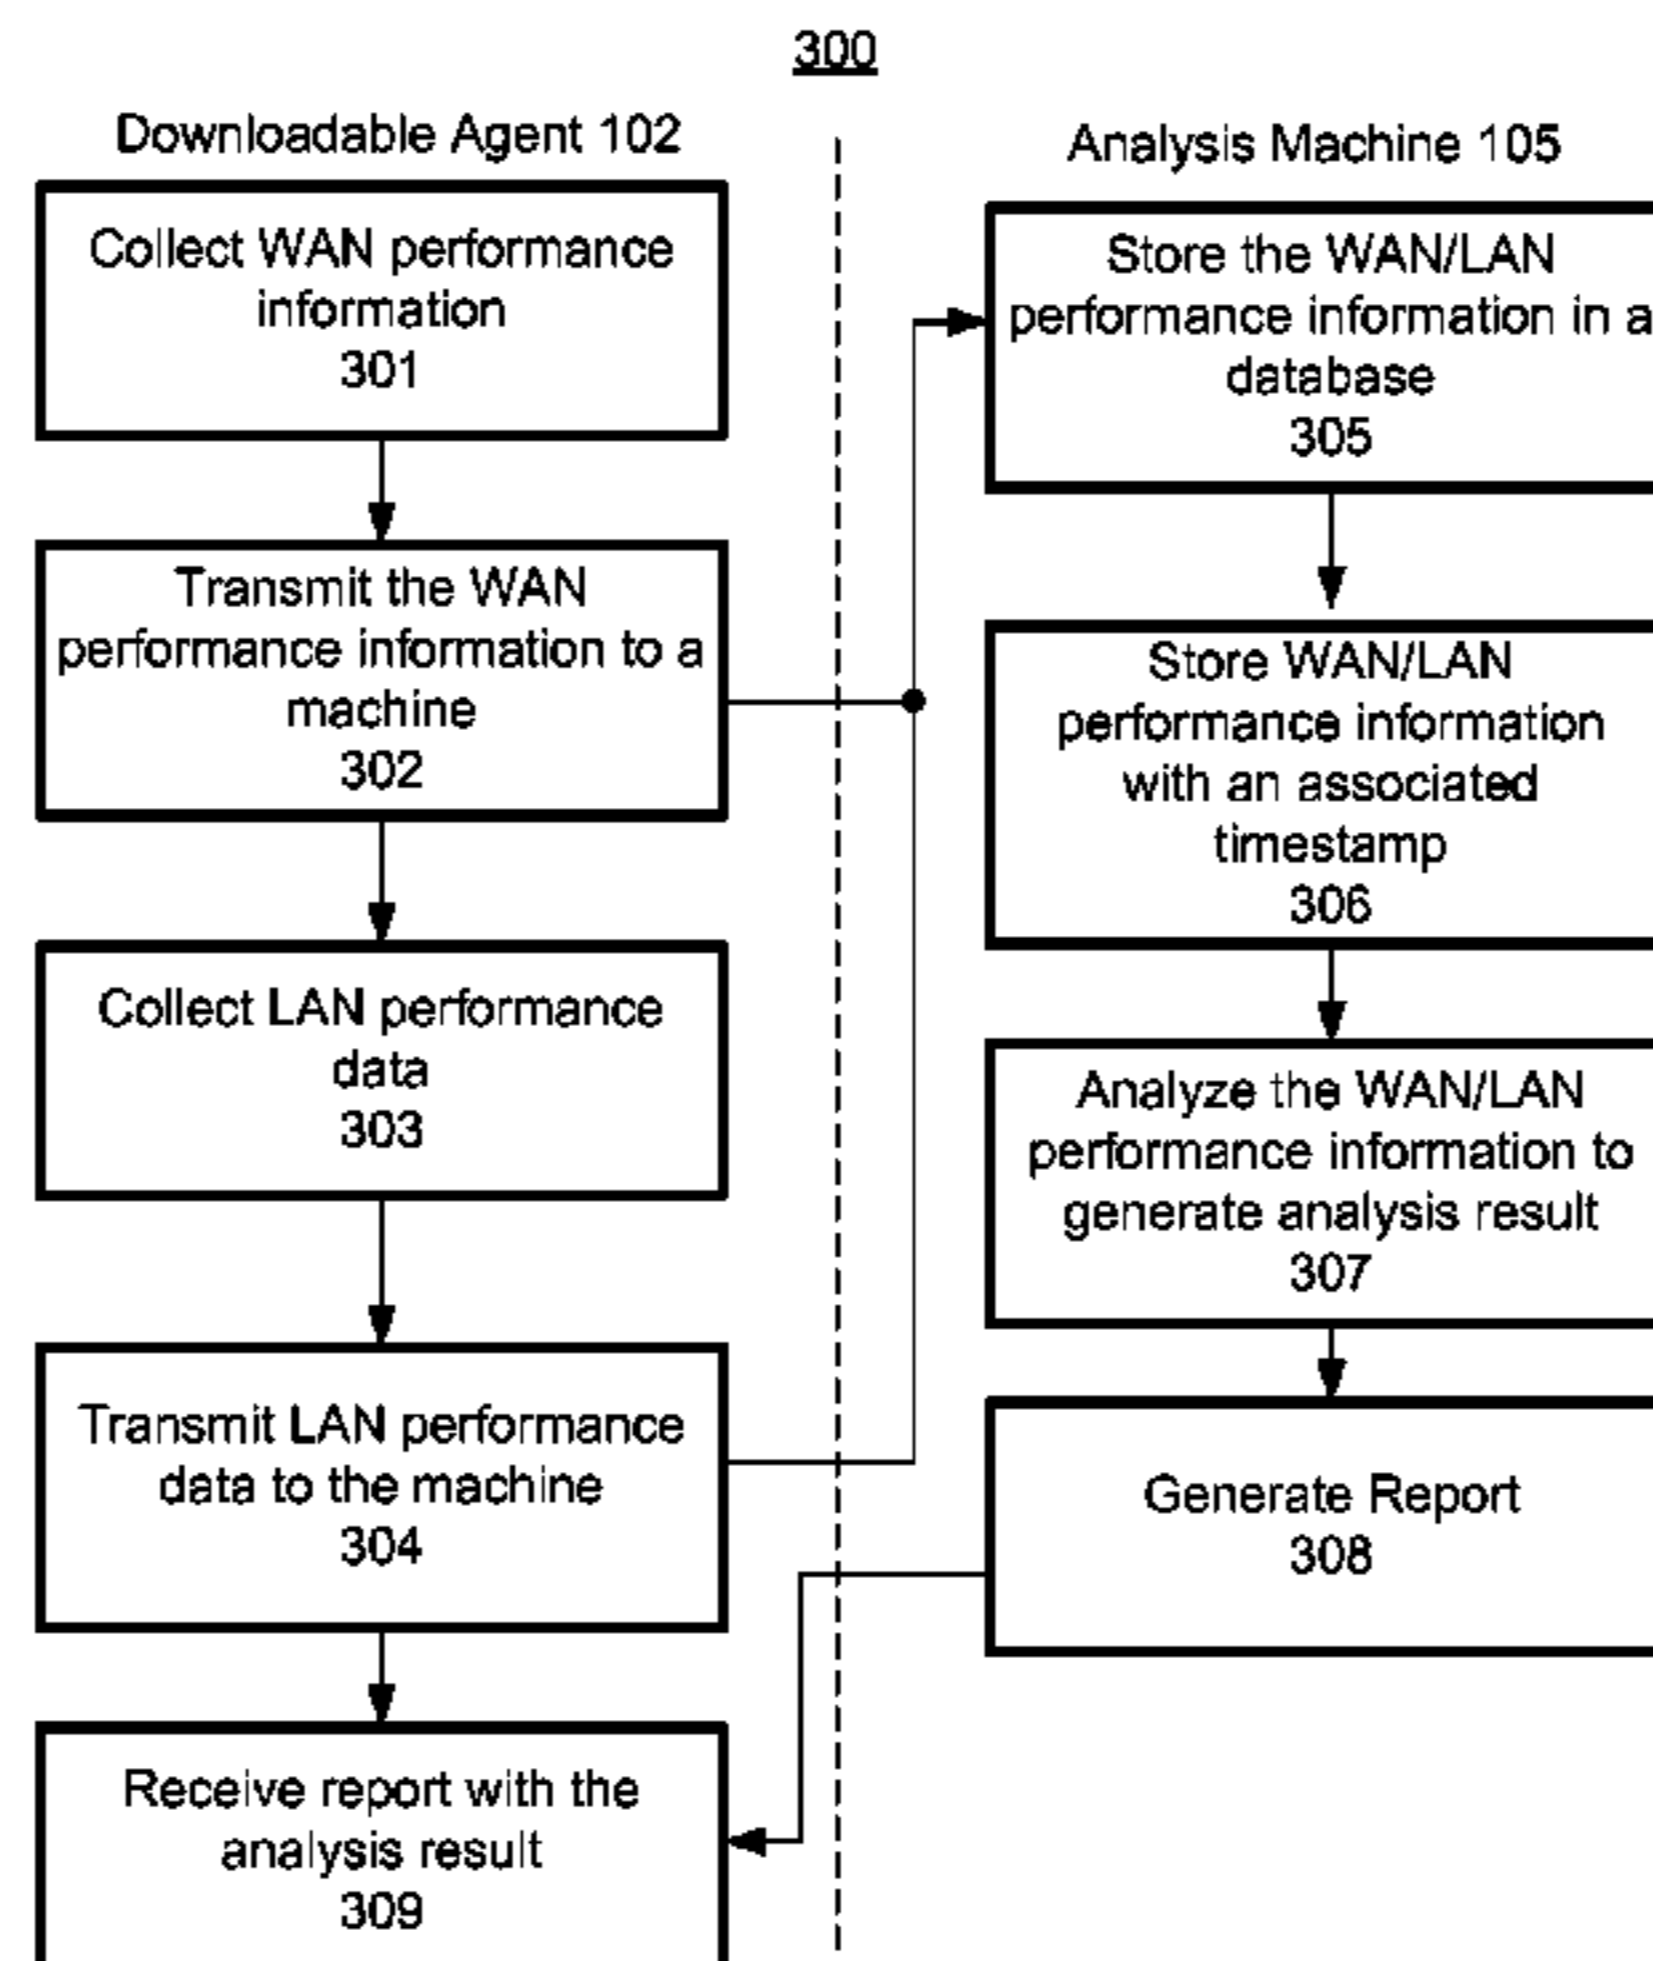 300
Downloadable Agent 102
Collect WAN performance
information
301
Transmit the WAN
performance information to a
machine
302
Collect LAN performance
data
303
Transmit LAN performance
data to the machine
304
Receive report with the
analysis result
309
Analysis Machine 105
Store the WAN/LAN
performance information in a
database
305
Store WAN/LAN
performance information
with an associated
timestamp
306
Analyze the WAN/LAN
performance information to
generate analysis result
307
Generate Report
308